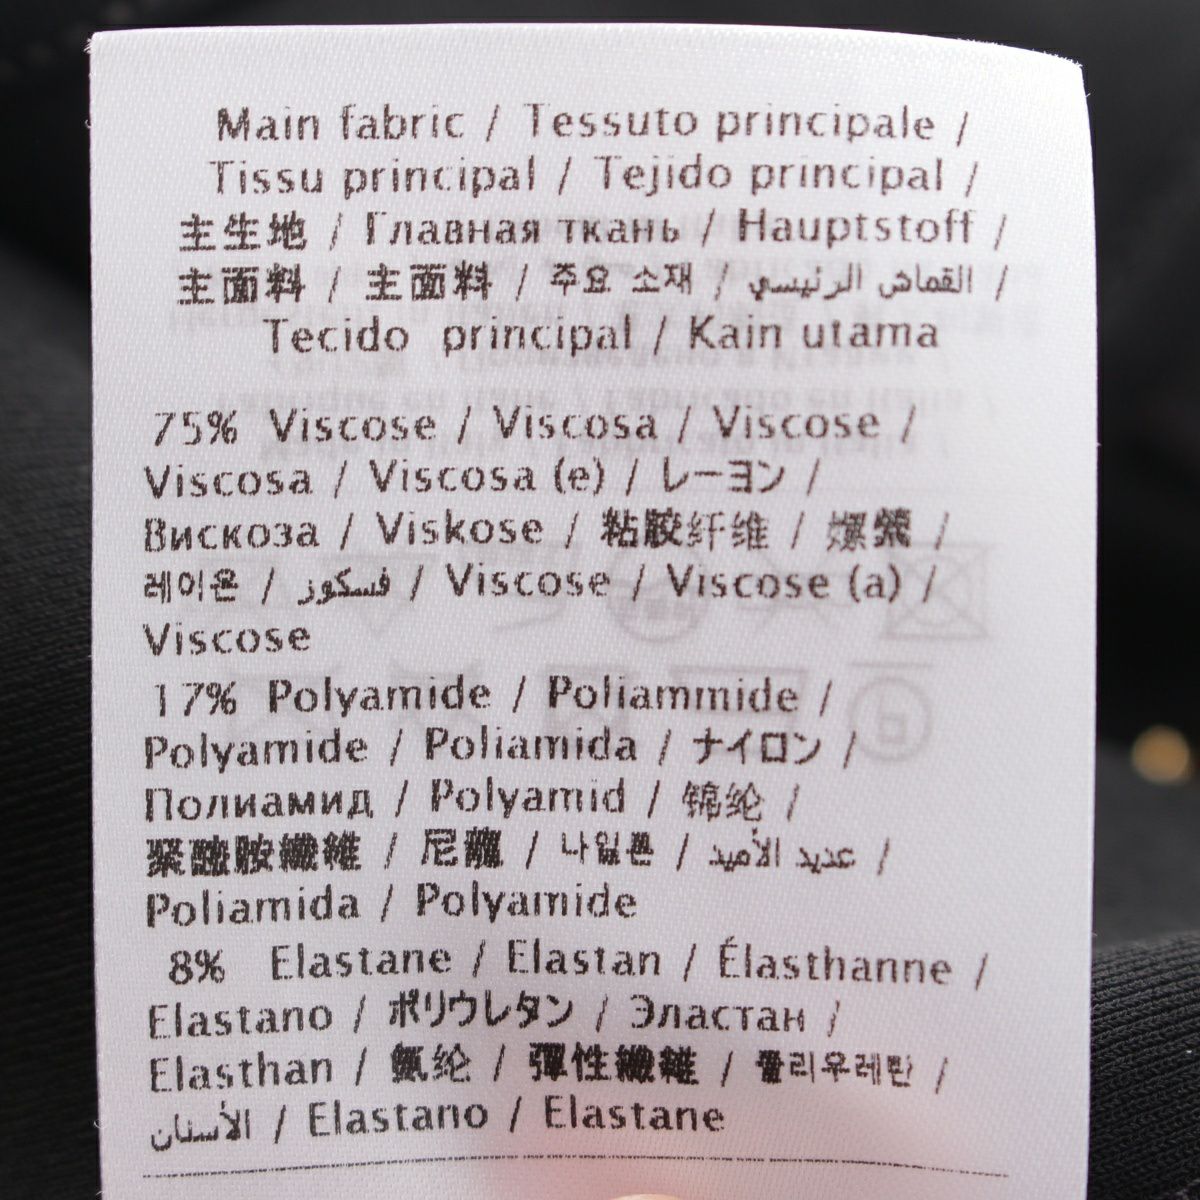 Main fabric / Tessuto principale /
Tissu principal / Tejido principal /
主生地 / Главная ткань / Hauptstoff /
主面料 / 主面料 / 주요 소재 / القماش الرئيسي /
Tecido principal / Kain utama
75% Viscose / Viscosa / Viscose /
Viscosa / Viscosa (e) / レーヨン /
Вискоза / Viskose / 粘胶纤维 / 嫘縈 /
레이온 / فسكوز / Viscose / Viscose (a) /
Viscose
17% Polyamide / Poliammide /
Polyamide / Poliamida / ナイロン /
Полиамид / Polyamid / 锦纶 /
聚醯胺纖維 / 尼龍 / 나일론 / عديد الأميد /
Poliamida / Polyamide
8% Elastane / Elastan / Élasthanne /
Elastano / ポリウレタン / Эластан /
Elasthan / 氨纶 / 彈性纖維 / 폴리우레탄 /
الأستان / Elastano / Elastane